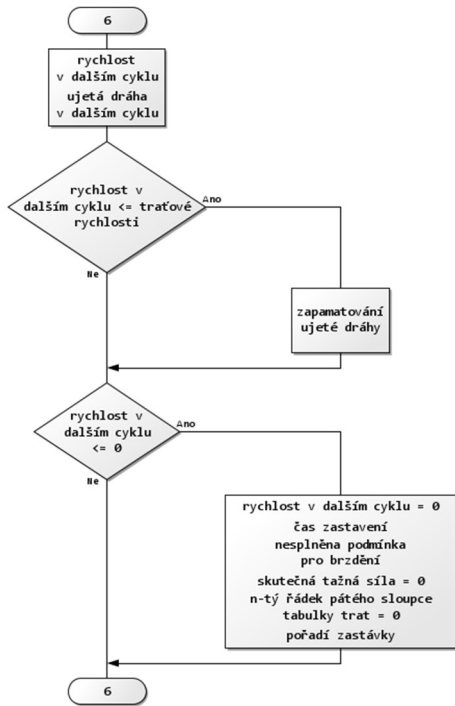 6
rychlost
v dalším cyklu
ujetá dráha
v dalším cyklu
rychlost v
dalším cyklu <= traťové
rychlosti
Ano
Ne
zapamatování
ujeté dráhy
rychlost v
dalším cyklu
<= 0
Ano
Ne
rychlost v dalším cyklu = 0
čas zastavení
nesplněna podmínka
pro brzdění
skutečná tažná síla = 0
n-tý řádek pátého sloupce
tabulky trat = 0
pořadí zastávky
6